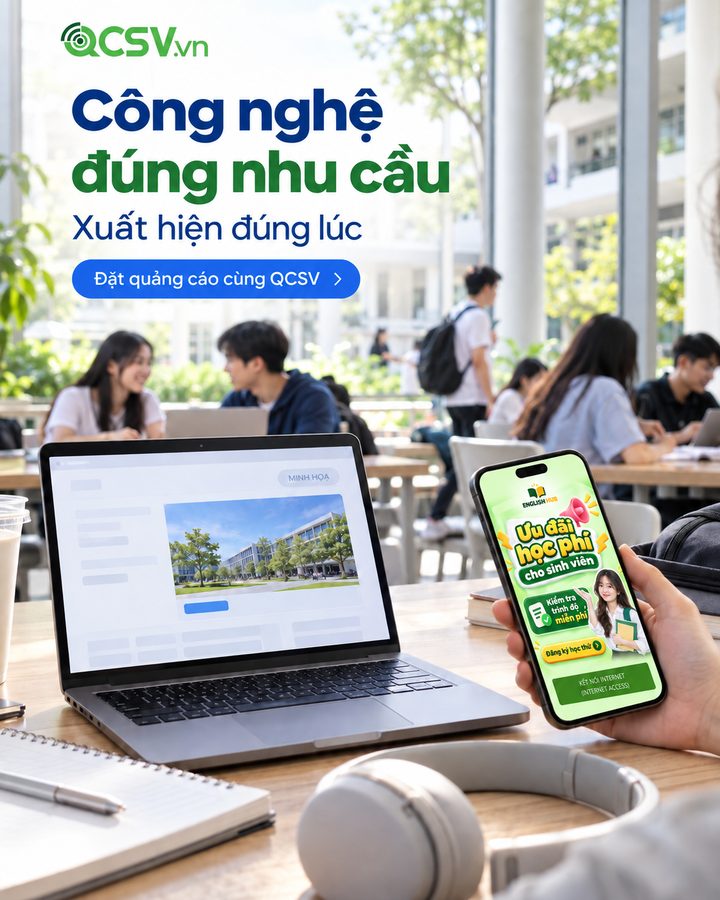 QCSV.vn
Công nghệ
đúng nhu cầu
Xuất hiện đúng lúc
Đặt quảng cáo cùng QCSV >
MINH HỌA
ENGLISH HUB
Ưu đãi
học phí
cho sinh viên
Kiểm tra
trình độ
miễn phí
Đăng ký học thử >
KẾT NỐI INTERNET
(INTERNET ACCESS)